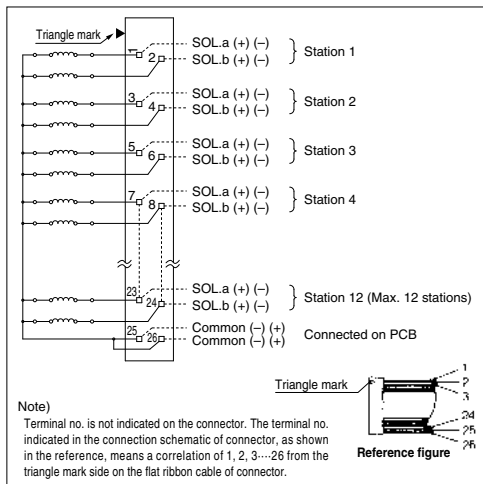 Triangle mark
1
SOL.a (+) (–)
2
SOL.b (+) (–)
Station 1
3
SOL.a (+) (–)
4
SOL.b (+) (–)
Station 2
5
SOL.a (+) (–)
6
SOL.b (+) (–)
Station 3
7
SOL.a (+) (–)
8
SOL.b (+) (–)
Station 4
23
SOL.a (+) (–)
24
SOL.b (+) (–)
Station 12 (Max. 12 stations)
25
Common (–) (+)
26
Common (–) (+)
Connected on PCB
Triangle mark
1
2
3
24
25
26
Reference figure
Note)
Terminal no. is not indicated on the connector. The terminal no.
indicated in the connection schematic of connector, as shown
in the reference, means a correlation of 1, 2, 3····26 from the
triangle mark side on the flat ribbon cable of connector.